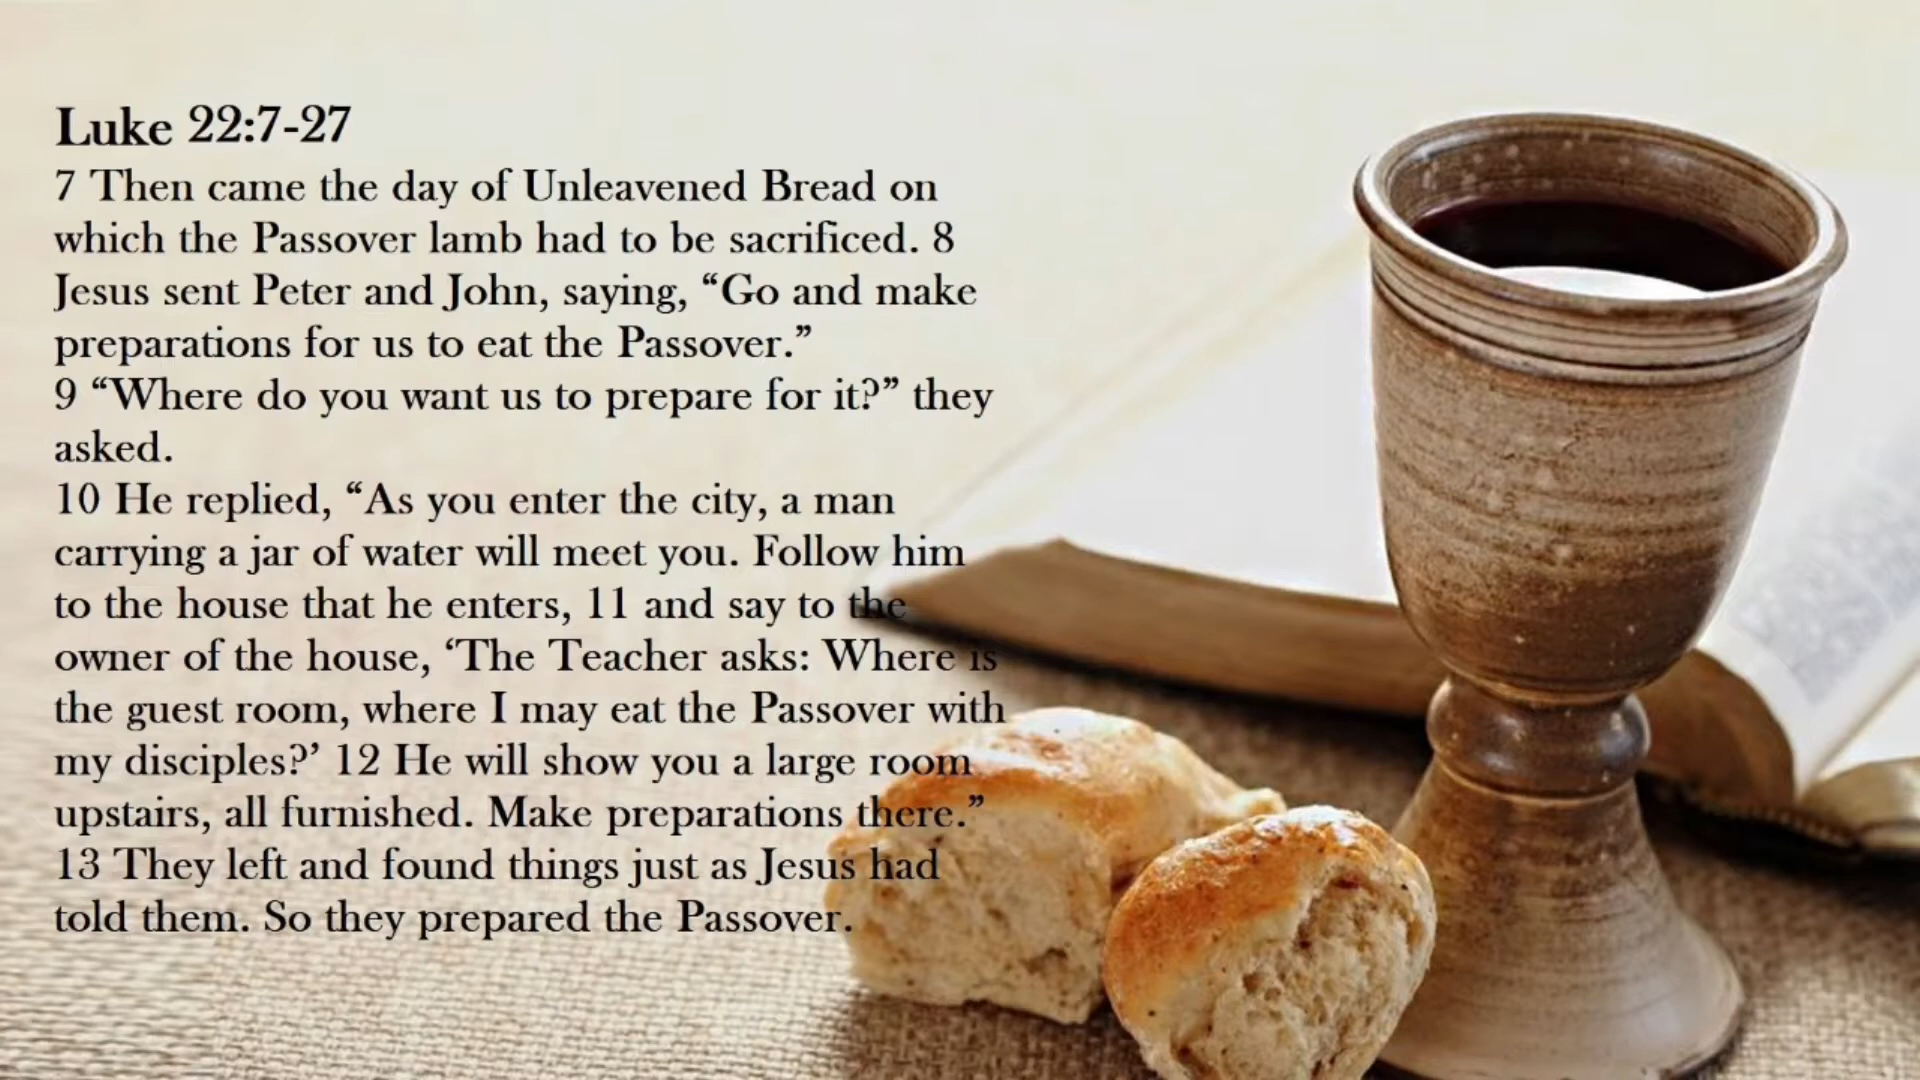 Luke 22:7-27
7 Then came the day of Unleavened Bread on
which the Passover lamb had to be sacrificed. 8
Jesus sent Peter and John, saying, “Go and make
preparations for us to eat the Passover.”
9 “Where do you want us to prepare for it?” they
asked.
10 He replied, “As you enter the city, a man
carrying a jar of water will meet you. Follow him
to the house that he enters, 11 and say to the
owner of the house, ‘The Teacher asks: Where is
the guest room, where I may eat the Passover with
my disciples?’ 12 He will show you a large room
upstairs, all furnished. Make preparations there.”
13 They left and found things just as Jesus had
told them. So they prepared the Passover.